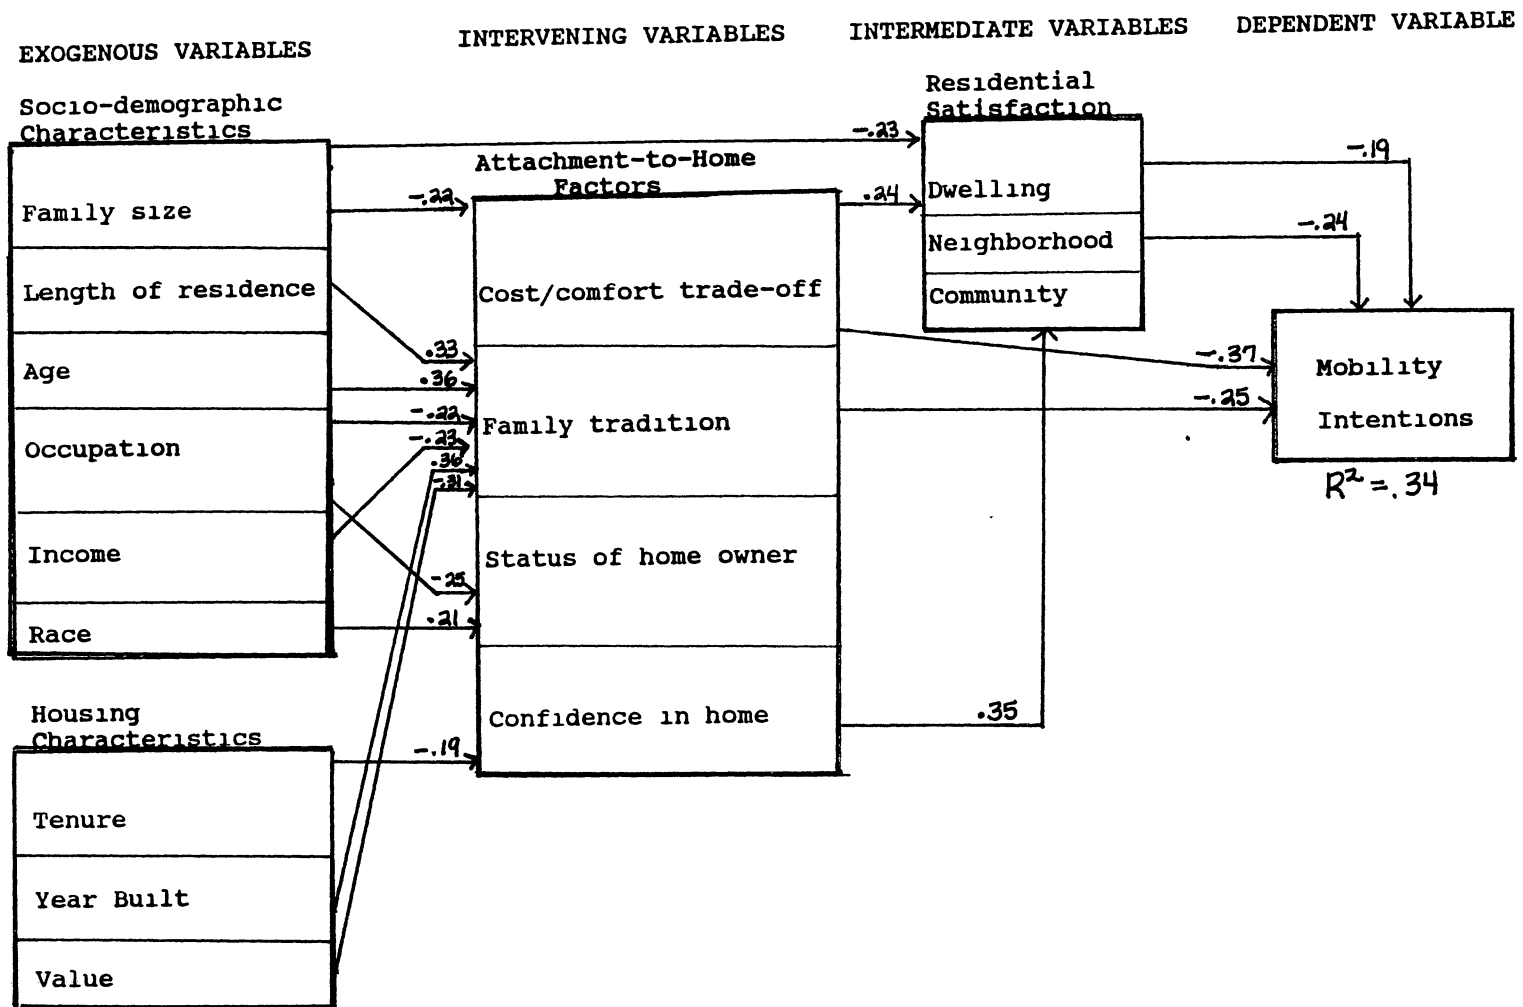 EXOGENOUS VARIABLES
INTERVENING VARIABLES
INTERMEDIATE VARIABLES
DEPENDENT VARIABLE
Socio-demographic
Characteristics
Family size
Length of residence
Age
Occupation
Income
Race
Housing
Characteristics
Tenure
Year Built
Value
-.22
.33
.36
-.22
-.23
.36
-.31
-.25
.21
-.19
Attachment-to-Home
Factors
Cost/comfort trade-off
Family tradition
Status of home owner
Confidence in home
-.23
.24
.35
Residential
Satisfaction
Dwelling
Neighborhood
Community
-.19
-.24
-.37
-.25
Mobility
Intentions
R² = .34